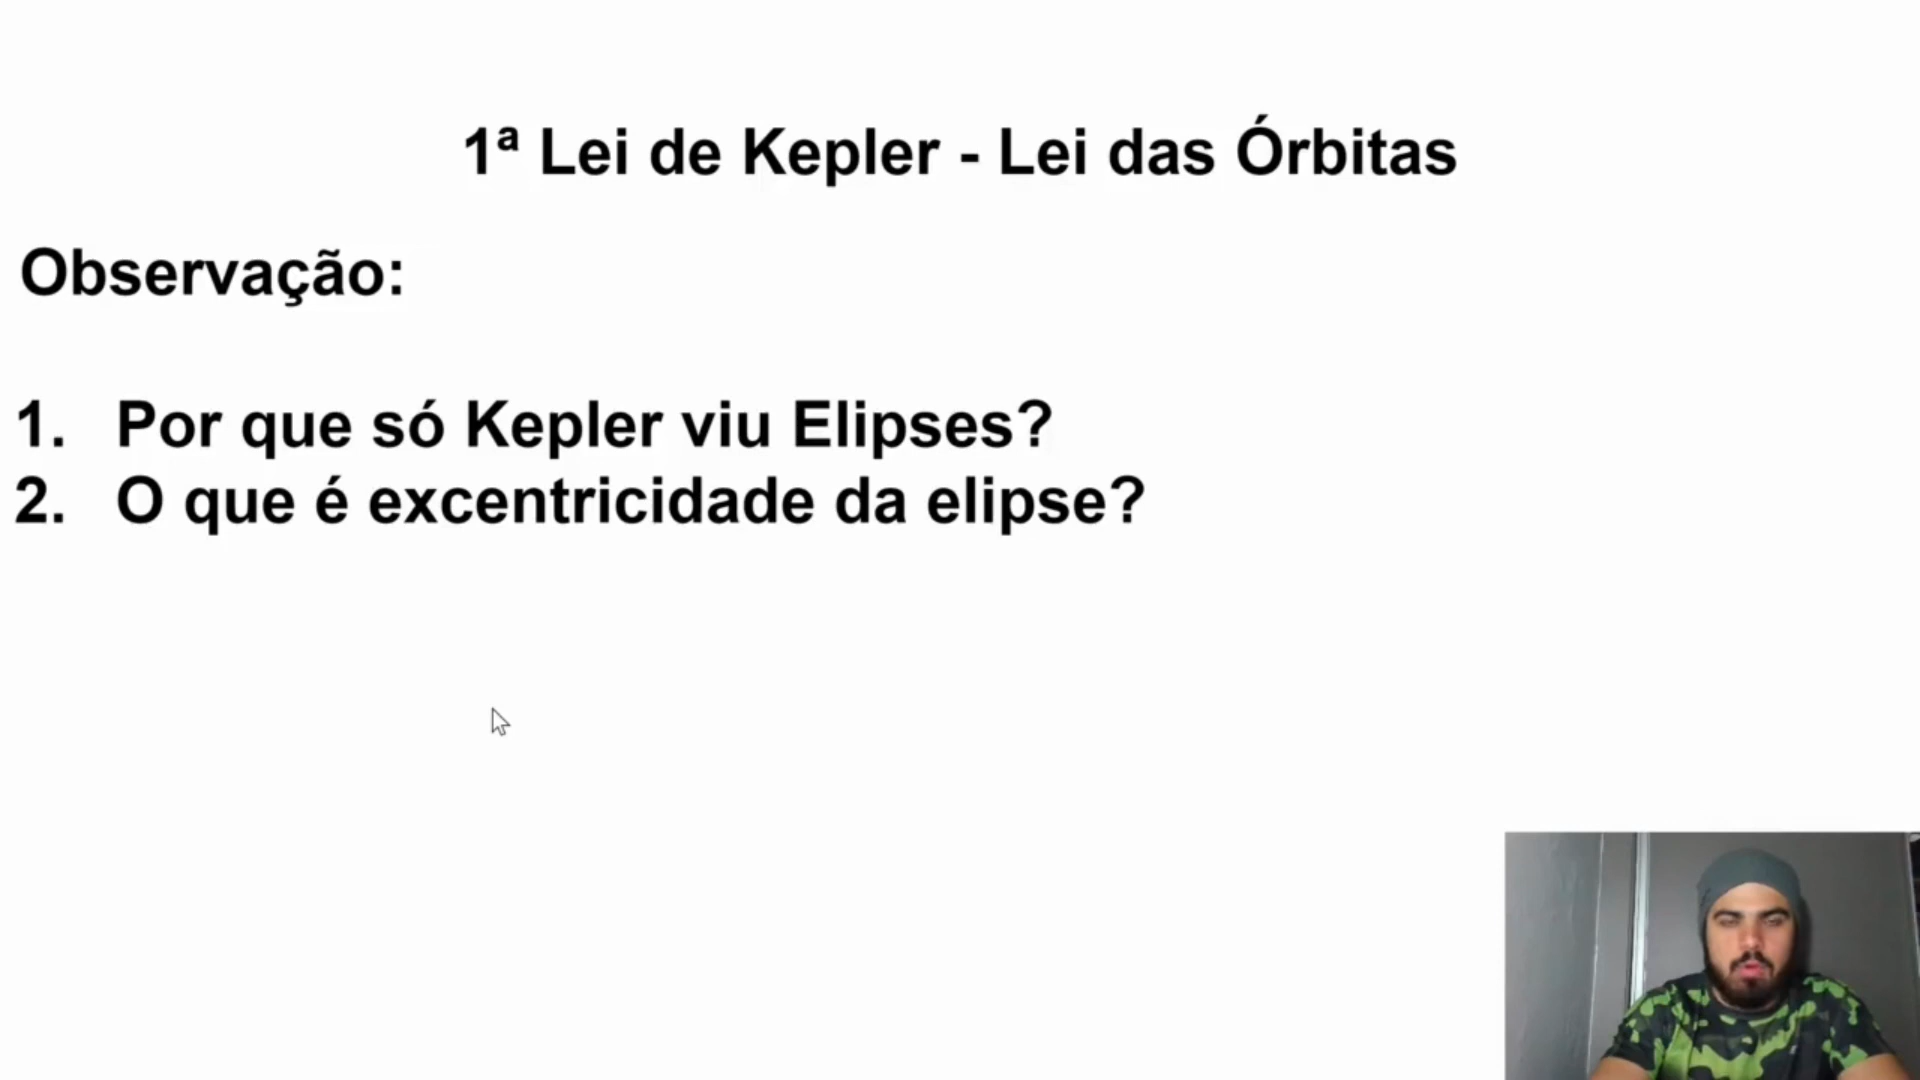 1ª Lei de Kepler - Lei das Órbitas
Observação:
1. Por que só Kepler viu Elipses?
2. O que é excentricidade da elipse?